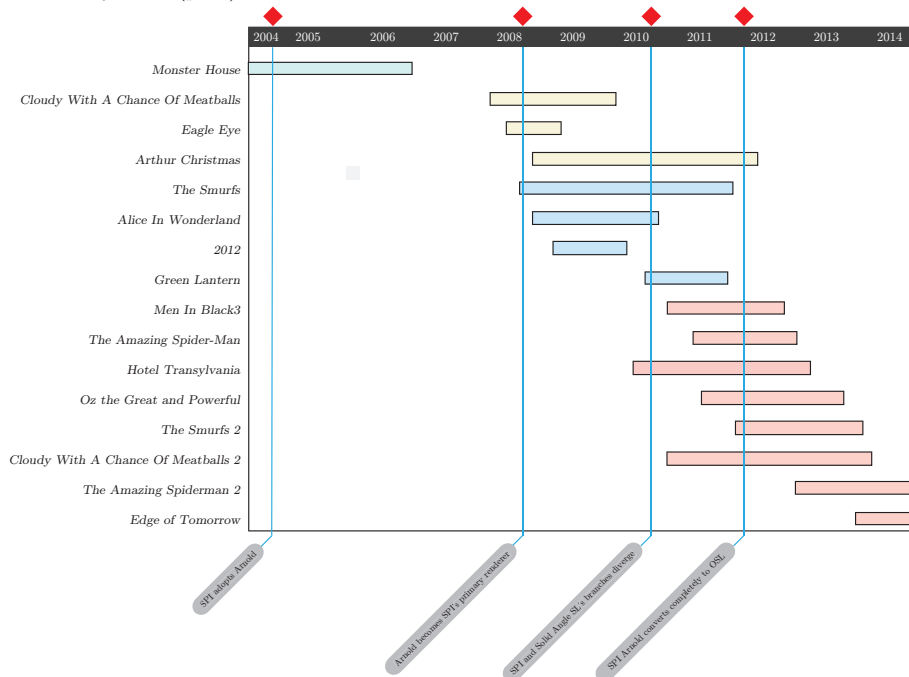 2004 2005 2006 2007 2008 2009 2010 2011 2012 2013 2014
Monster House
Cloudy With A Chance Of Meatballs
Eagle Eye
Arthur Christmas
The Smurfs
Alice In Wonderland
2012
Green Lantern
Men In Black3
The Amazing Spider-Man
Hotel Transylvania
Oz the Great and Powerful
The Smurfs 2
Cloudy With A Chance Of Meatballs 2
The Amazing Spiderman 2
Edge of Tomorrow
SPI adopts Arnold
Arnold becomes SPI's primary renderer
SPI and Solid Angle SL's branches diverge
SPI Arnold converts completely to OSL